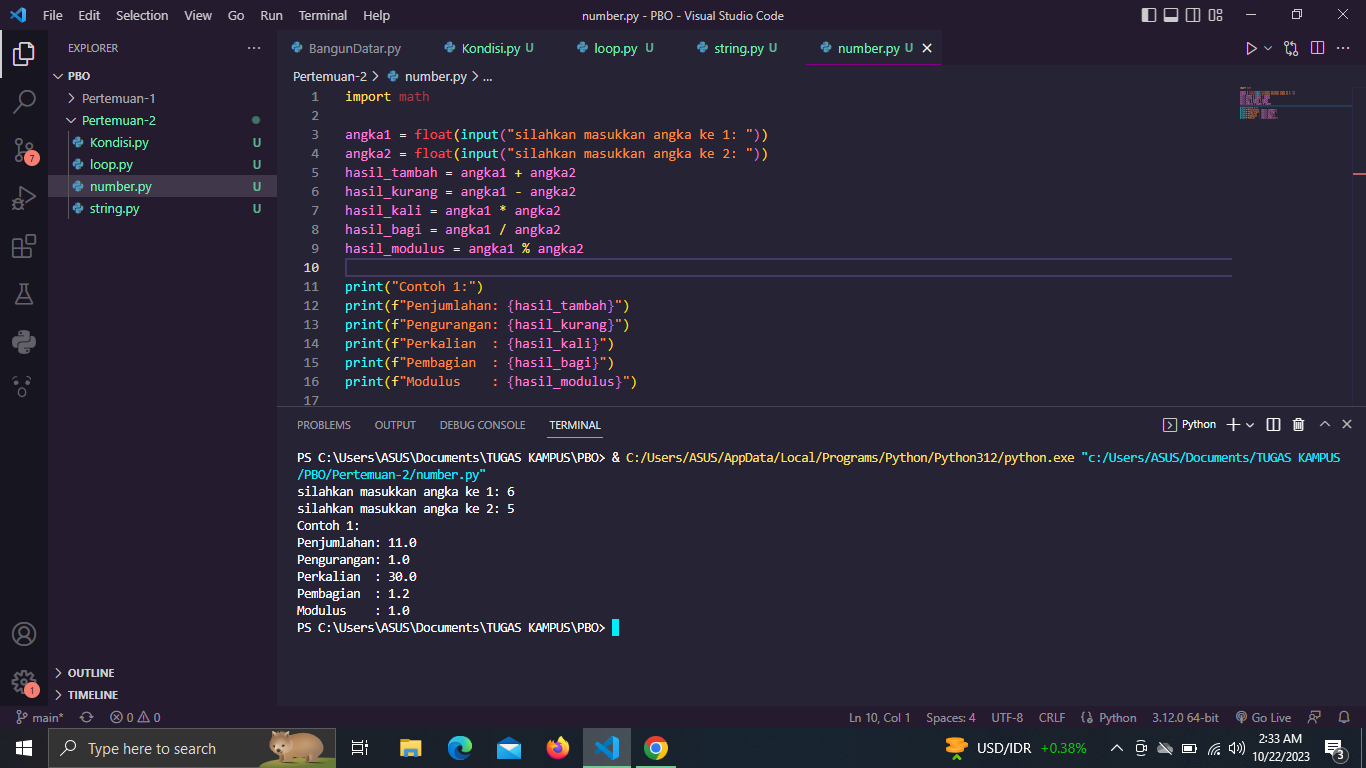 File Edit Selection View Go Run Terminal Help number.py - PBO - Visual Studio Code
EXPLORER ...
BangunDatar.py Kondisi.py U loop.py U string.py U number.py U
PBO
Pertemuan-1
Pertemuan-2
Kondisi.py U
loop.py U
number.py U
string.py U
7
1
OUTLINE
TIMELINE
Pertemuan-2 > number.py > ...
1 import math
2
3 angka1 = float(input("silahkan masukkan angka ke 1: "))
4 angka2 = float(input("silahkan masukkan angka ke 2: "))
5 hasil_tambah = angka1 + angka2
6 hasil_kurang = angka1 - angka2
7 hasil_kali = angka1 * angka2
8 hasil_bagi = angka1 / angka2
9 hasil_modulus = angka1 % angka2
10
11 print("Contoh 1:")
12 print(f"Penjumlahan: {hasil_tambah}")
13 print(f"Pengurangan: {hasil_kurang}")
14 print(f"Perkalian  : {hasil_kali}")
15 print(f"Pembagian  : {hasil_bagi}")
16 print(f"Modulus    : {hasil_modulus}")
17
PROBLEMS OUTPUT DEBUG CONSOLE TERMINAL Python
PS C:\Users\ASUS\Documents\TUGAS KAMPUS\PBO> & C:/Users/ASUS/AppData/Local/Programs/Python/Python312/python.exe "c:/Users/ASUS/Documents/TUGAS KAMPUS
/PBO/Pertemuan-2/number.py"
silahkan masukkan angka ke 1: 6
silahkan masukkan angka ke 2: 5
Contoh 1:
Penjumlahan: 11.0
Pengurangan: 1.0
Perkalian  : 30.0
Pembagian  : 1.2
Modulus    : 1.0
PS C:\Users\ASUS\Documents\TUGAS KAMPUS\PBO>
main* 0 0 Ln 10, Col 1 Spaces: 4 UTF-8 CRLF Python 3.12.0 64-bit Go Live
Type here to search USD/IDR +0.38% 2:33 AM
10/22/2023 3